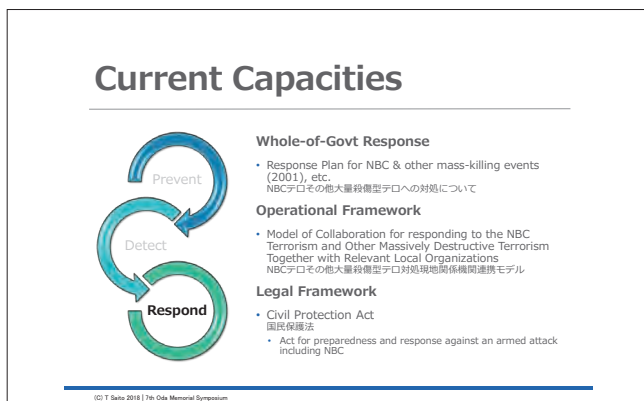 Current Capacities
Prevent
Detect
Respond
Whole-of-Govt Response
• Response Plan for NBC & other mass-killing events
(2001), etc.
NBCテロその他大量殺傷型テロへの対処について
Operational Framework
• Model of Collaboration for responding to the NBC
Terrorism and Other Massively Destructive Terrorism
Together with Relevant Local Organizations
NBCテロその他大量殺傷型テロ対処現地関係機関連携モデル
Legal Framework
• Civil Protection Act
国民保護法
• Act for preparedness and response against an armed attack
including NBC
(C) T Saito 2018 | 7th Oda Memorial Symposium